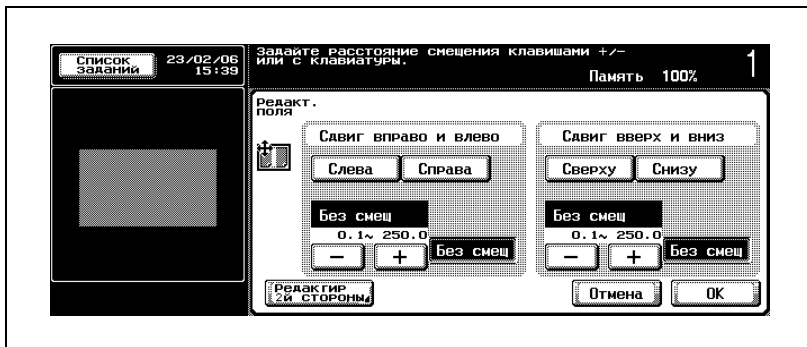 Список
заданий
23/02/06
15:39
Задайте расстояние смещения клавишами +/-
или с клавиатуры.
Память 100%
1
Редакт.
поля
Сдвиг вправо и влево
Сдвиг вверх и вниз
Слева
Справа
Сверху
Снизу
Без смещ
Без смещ
0.1~ 250.0
0.1~ 250.0
−
+
Без смещ
−
+
Без смещ
Редактир
2й стороны
Отмена
OK